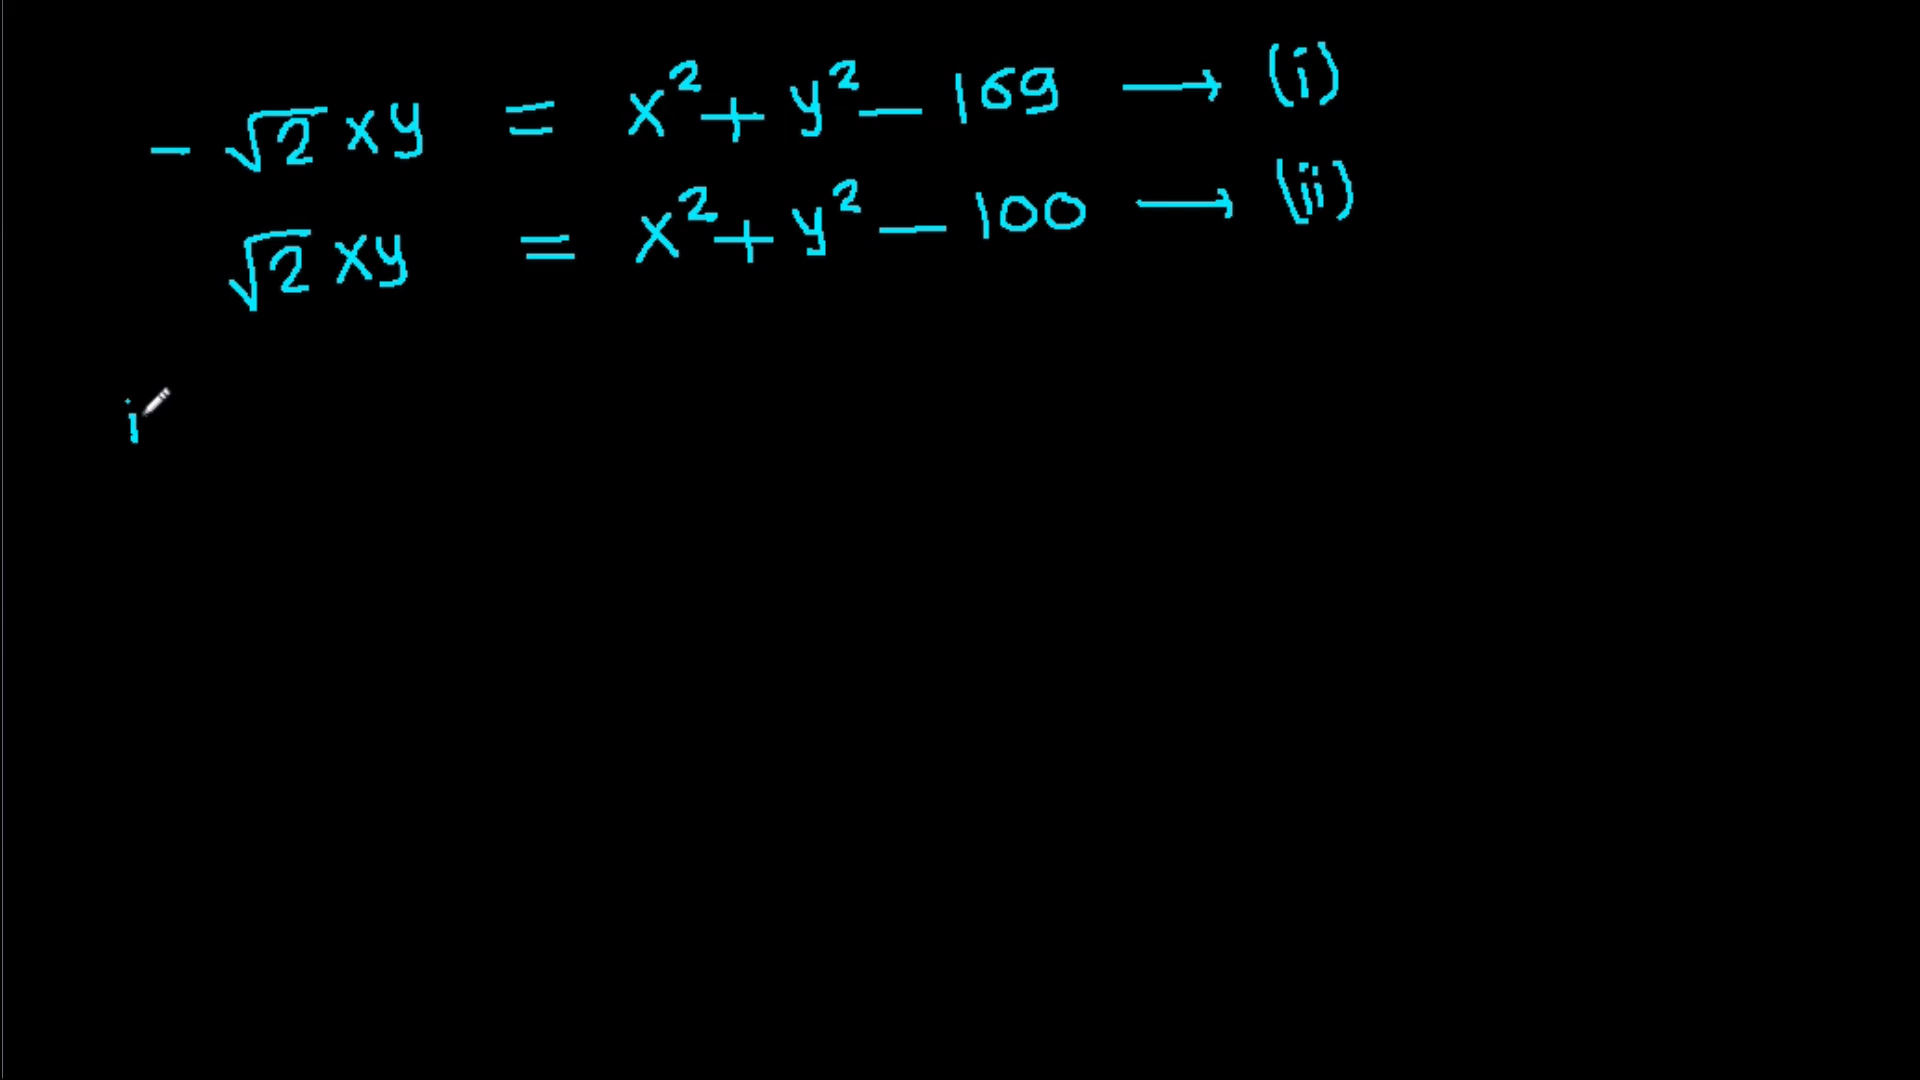 - √2 xy = x² + y² - 169 → (i)
√2 xy = x² + y² - 100 → (ii)
i